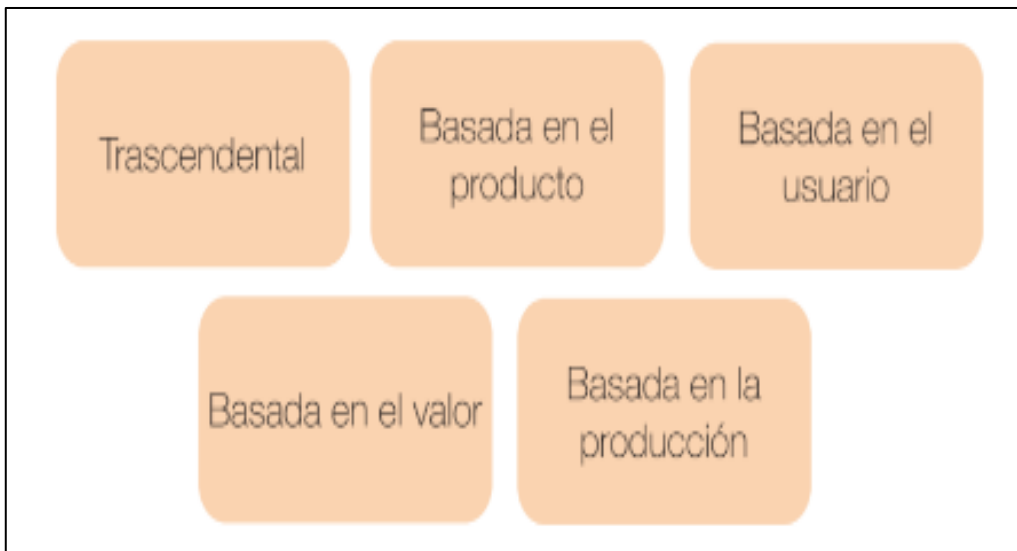 Trascendental
Basada en el
producto
Basada en el
usuario
Basada en el valor
Basada en la
producción